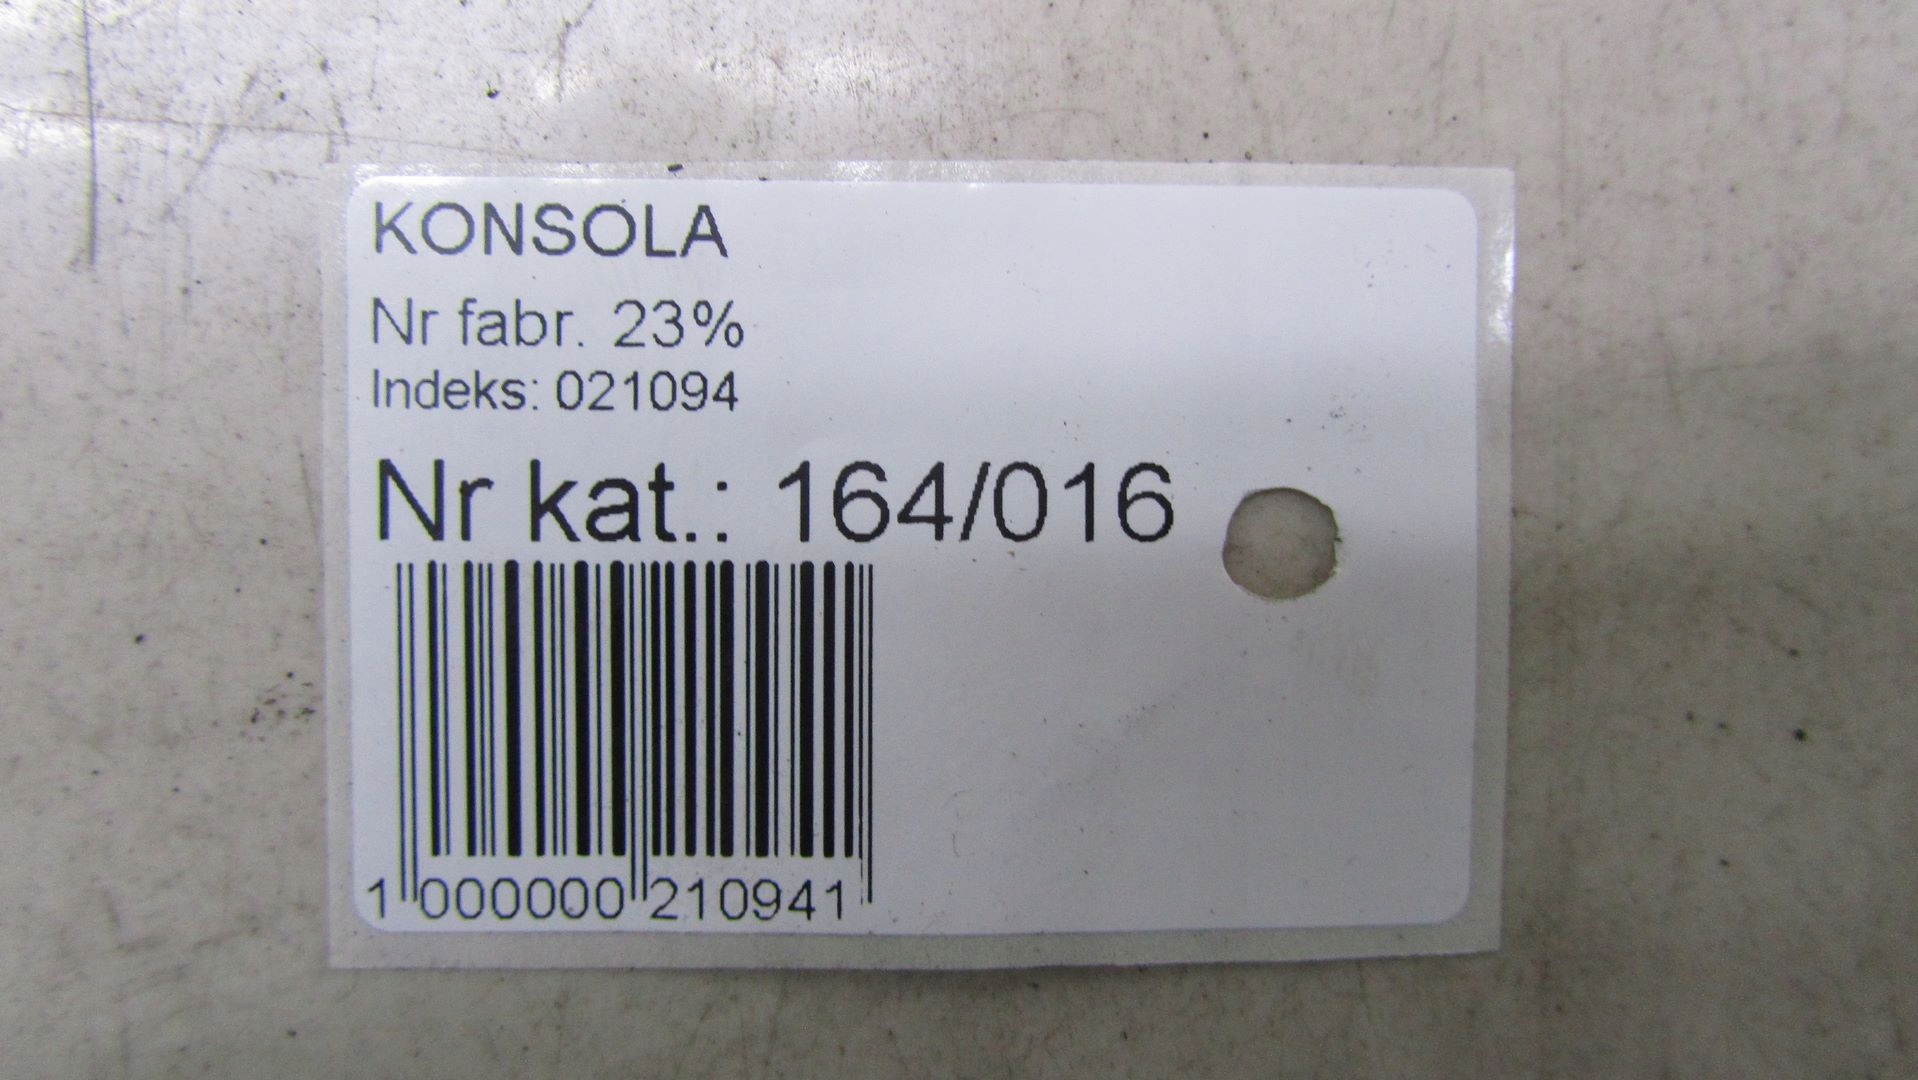 KONSOLA
Nr fabr. 23%
Indeks: 021094
Nr kat.: 164/016
1 000000 210941